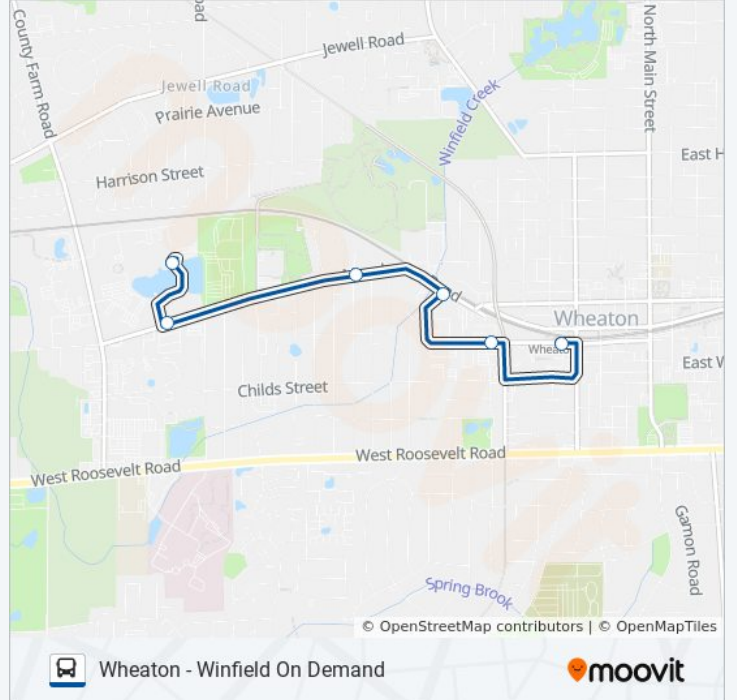 Road
County Farm Road
Jewell Road
North Main Street
Jewell Road
Prairie Avenue
Winfield Creek
East H
Harrison Street
Wheaton
Wheato
East W
Childs Street
West Roosevelt Road
West Roosevelt Road
Gamon Road
Spring Brook
© OpenStreetMap contributors | © OpenMapTiles
Wheaton - Winfield On Demand
moovit